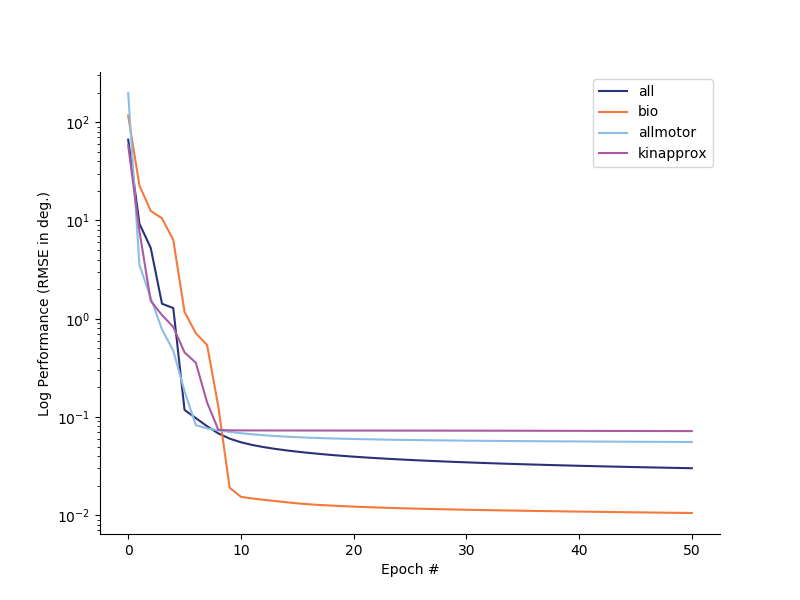 all
bio
allmotor
kinapprox
Log Performance (RMSE in deg.)
10²
10¹
10⁰
10⁻¹
10⁻²
0 10 20 30 40 50
Epoch #